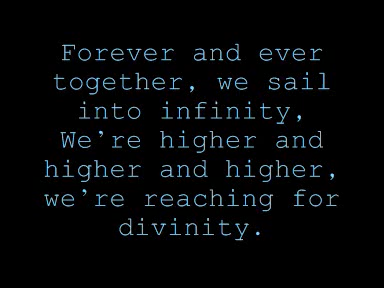 Forever and ever
together, we sail
into infinity,
We’re higher and
higher and higher,
we’re reaching for
divinity.